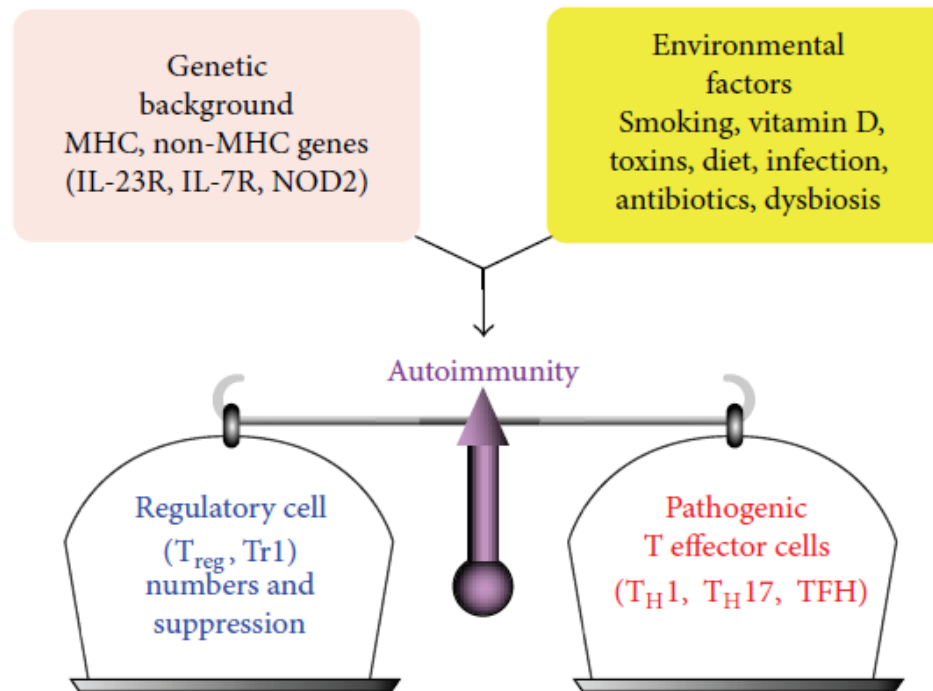 Genetic
background
MHC, non-MHC genes
(IL-23R, IL-7R, NOD2)
Environmental
factors
Smoking, vitamin D,
toxins, diet, infection,
antibiotics, dysbiosis
Autoimmunity
Regulatory cell
(Treg, Tr1)
numbers and
suppression
Pathogenic
T effector cells
(TH1, TH17, TFH)